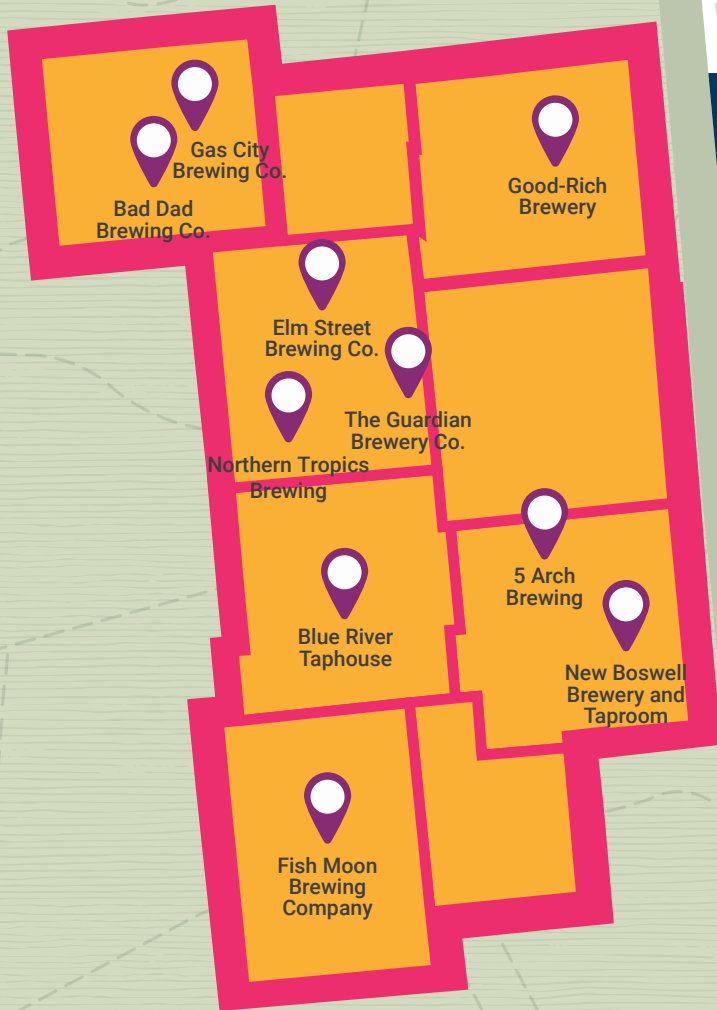 Gas City
Brewing Co.
Bad Dad
Brewing Co.
Good-Rich
Brewery
Elm Street
Brewing Co.
The Guardian
Brewery Co.
Northern Tropics
Brewing
5 Arch
Brewing
Blue River
Taphouse
New Boswell
Brewery and
Taproom
Fish Moon
Brewing
Company